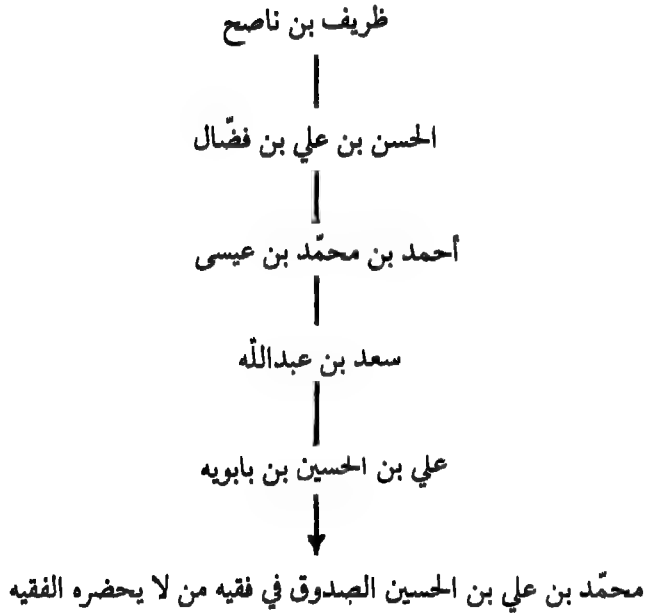 ظريف بن ناصح
الحسن بن علي بن فضّال
أحمد بن محمّد بن عيسى
سعد بن عبداللّه
علي بن الحسين بن بابويه
محمّد بن علي بن الحسين الصدوق في فقيه من لا يحضره الفقيه